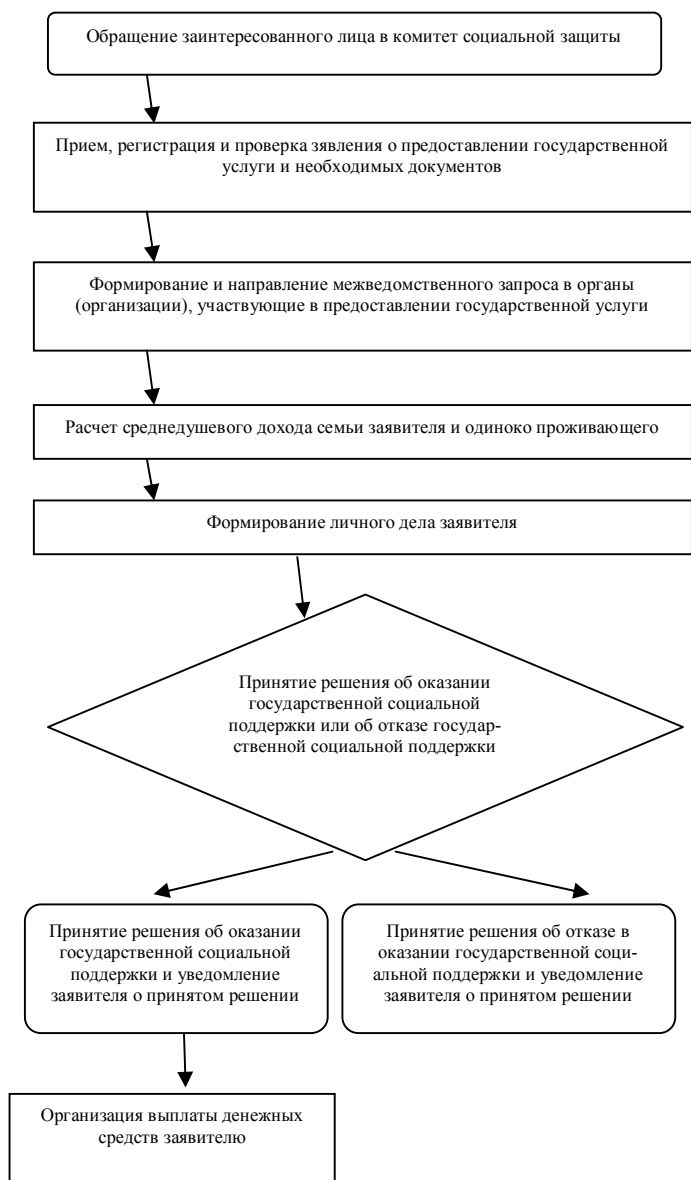 Обращение заинтересованного лица в комитет социальной защиты
Прием, регистрация и проверка зявления о предоставлении государственной
услуги и необходимых документов
Формирование и направление межведомственного запроса в органы
(организации), участвующие в предоставлении государственной услуги
Расчет среднедушевого дохода семьи заявителя и одиноко проживающего
Формирование личного дела заявителя
Принятие решения об оказании
государственной социальной
поддержки или об отказе государ-
ственной социальной поддержки
Принятие решения об оказании
государственной социальной
поддержки и уведомление
заявителя о принятом решении
Принятие решения об отказе в
оказании государственной соци-
альной поддержки и уведомление
заявителя о принятом решении
Организация выплаты денежных
средств заявителю